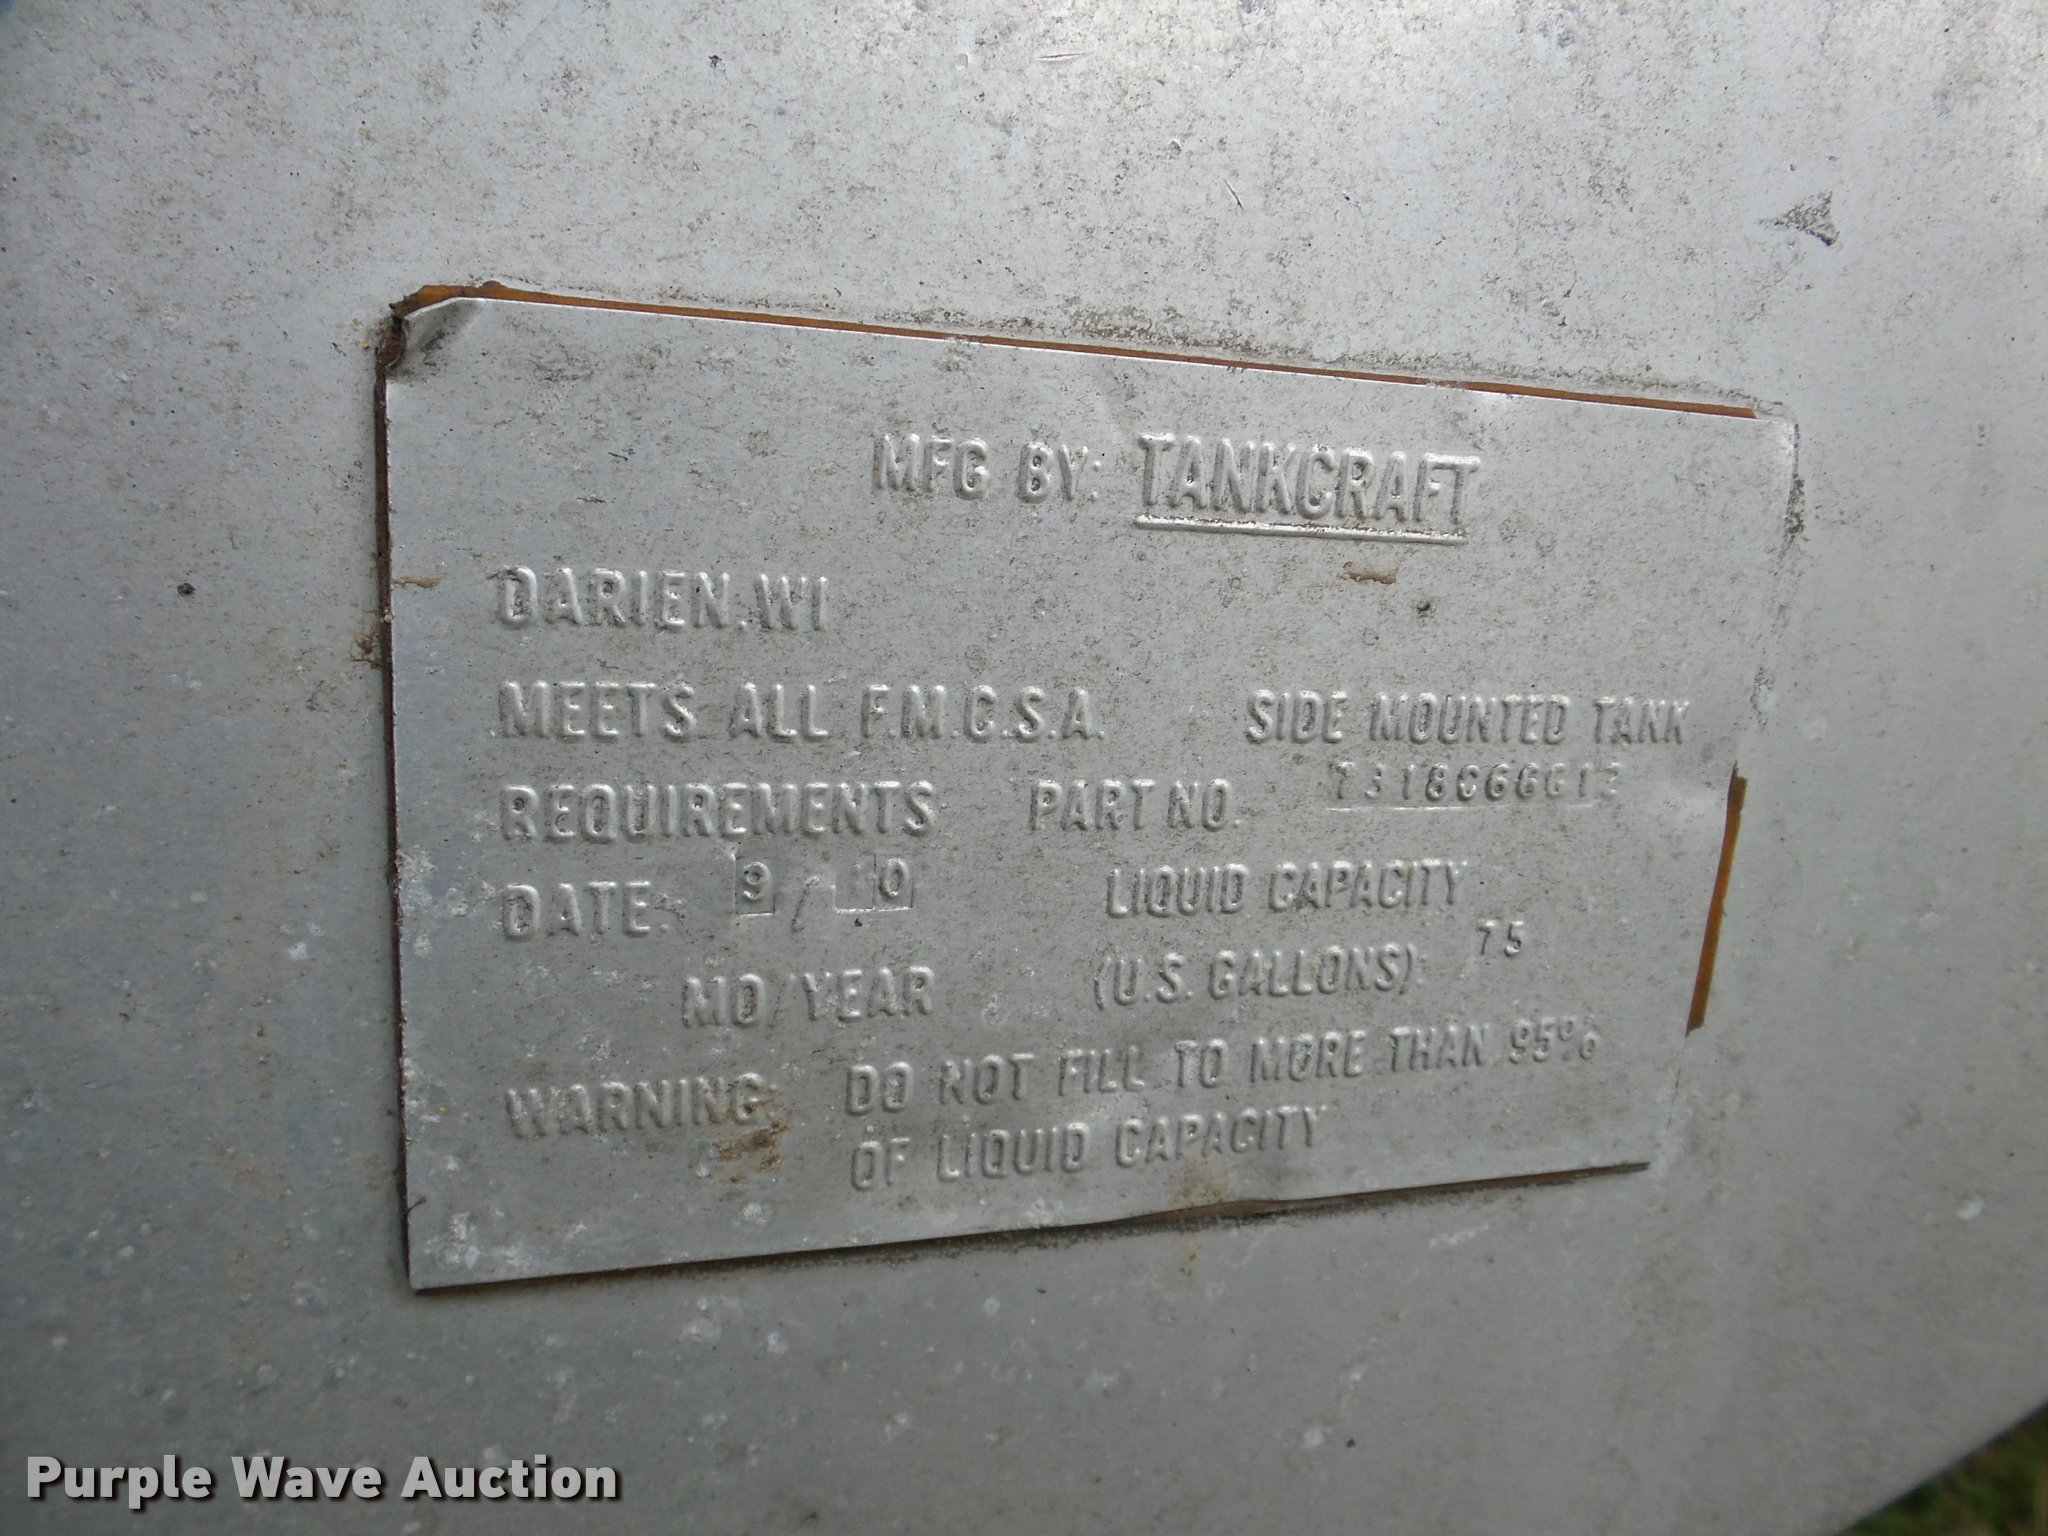 MFG BY: TANKCRAFT
DARIEN. WI
MEETS ALL F.M.C.S.A. SIDE MOUNTED TANK
REQUIREMENTS PART NO.
DATE: 9 / 10 LIQUID CAPACITY
MO/YEAR (U.S. GALLONS): 75
WARNING: DO NOT FILL TO MORE THAN 95%
OF LIQUID CAPACITY
Purple Wave Auction